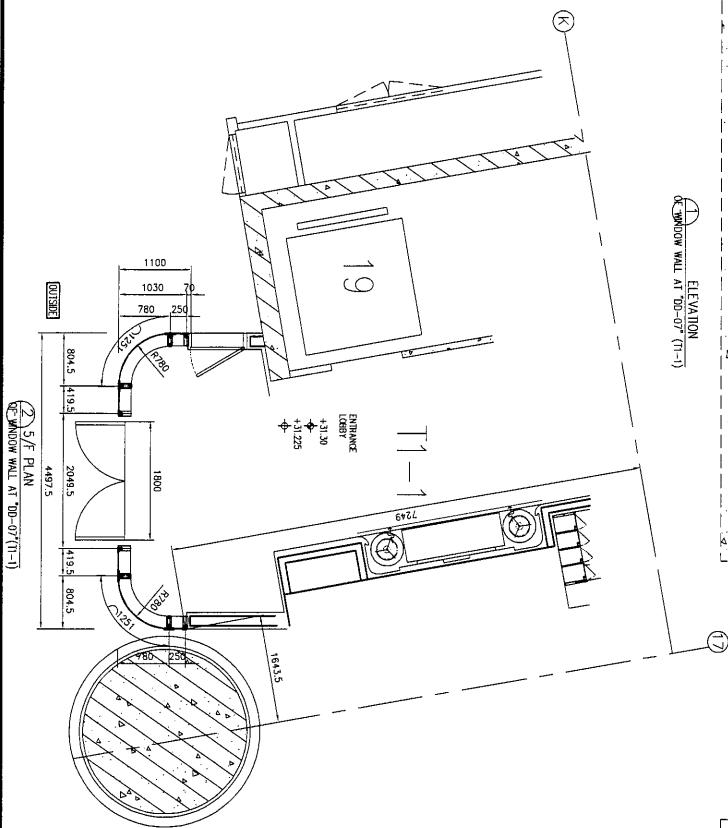 K
17
1
ELEVATION
OF WINDOW WALL AT "DD-07" (T1-1)
19
T1-1
ENTRANCE
LOBBY
+31.30
+31.225
7249
1643.5
1100
1030
70
780
250
OUTSIDE
1251
R780
804.5
419.5
2049.5
419.5
804.5
4497.5
1800
R780
1251
780
250
2
5/F PLAN
OF WINDOW WALL AT "DD-07"(T1-1)